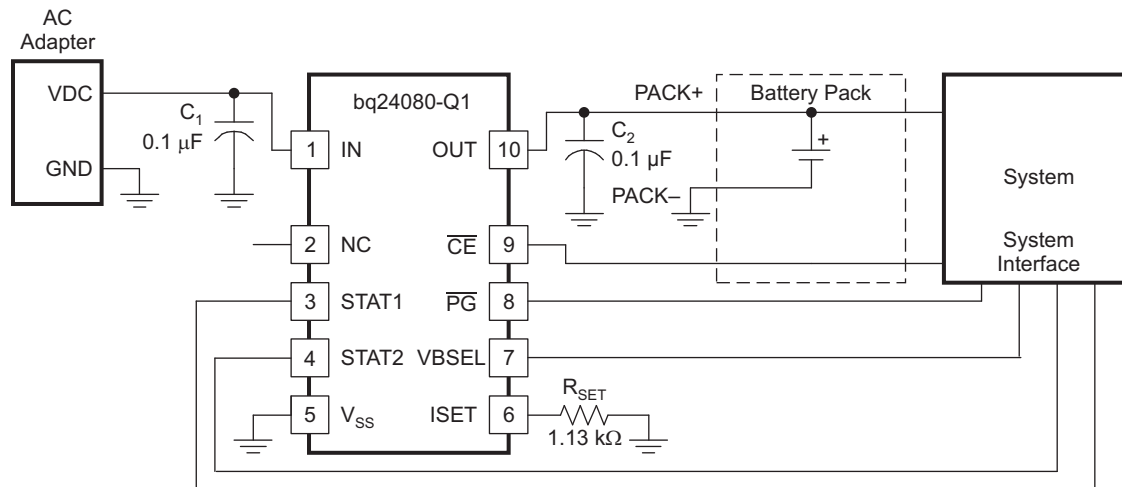 AC
Adapter
VDC
GND
C1
0.1 μF
bq24080-Q1
1 IN
OUT 10
2 NC
C̅E̅ 9
3 STAT1
P̅G̅ 8
4 STAT2
VBSEL 7
5 VSS
ISET 6
C2
0.1 μF
PACK+
PACK–
Battery Pack
+
RSET
1.13 kΩ
System
System
Interface